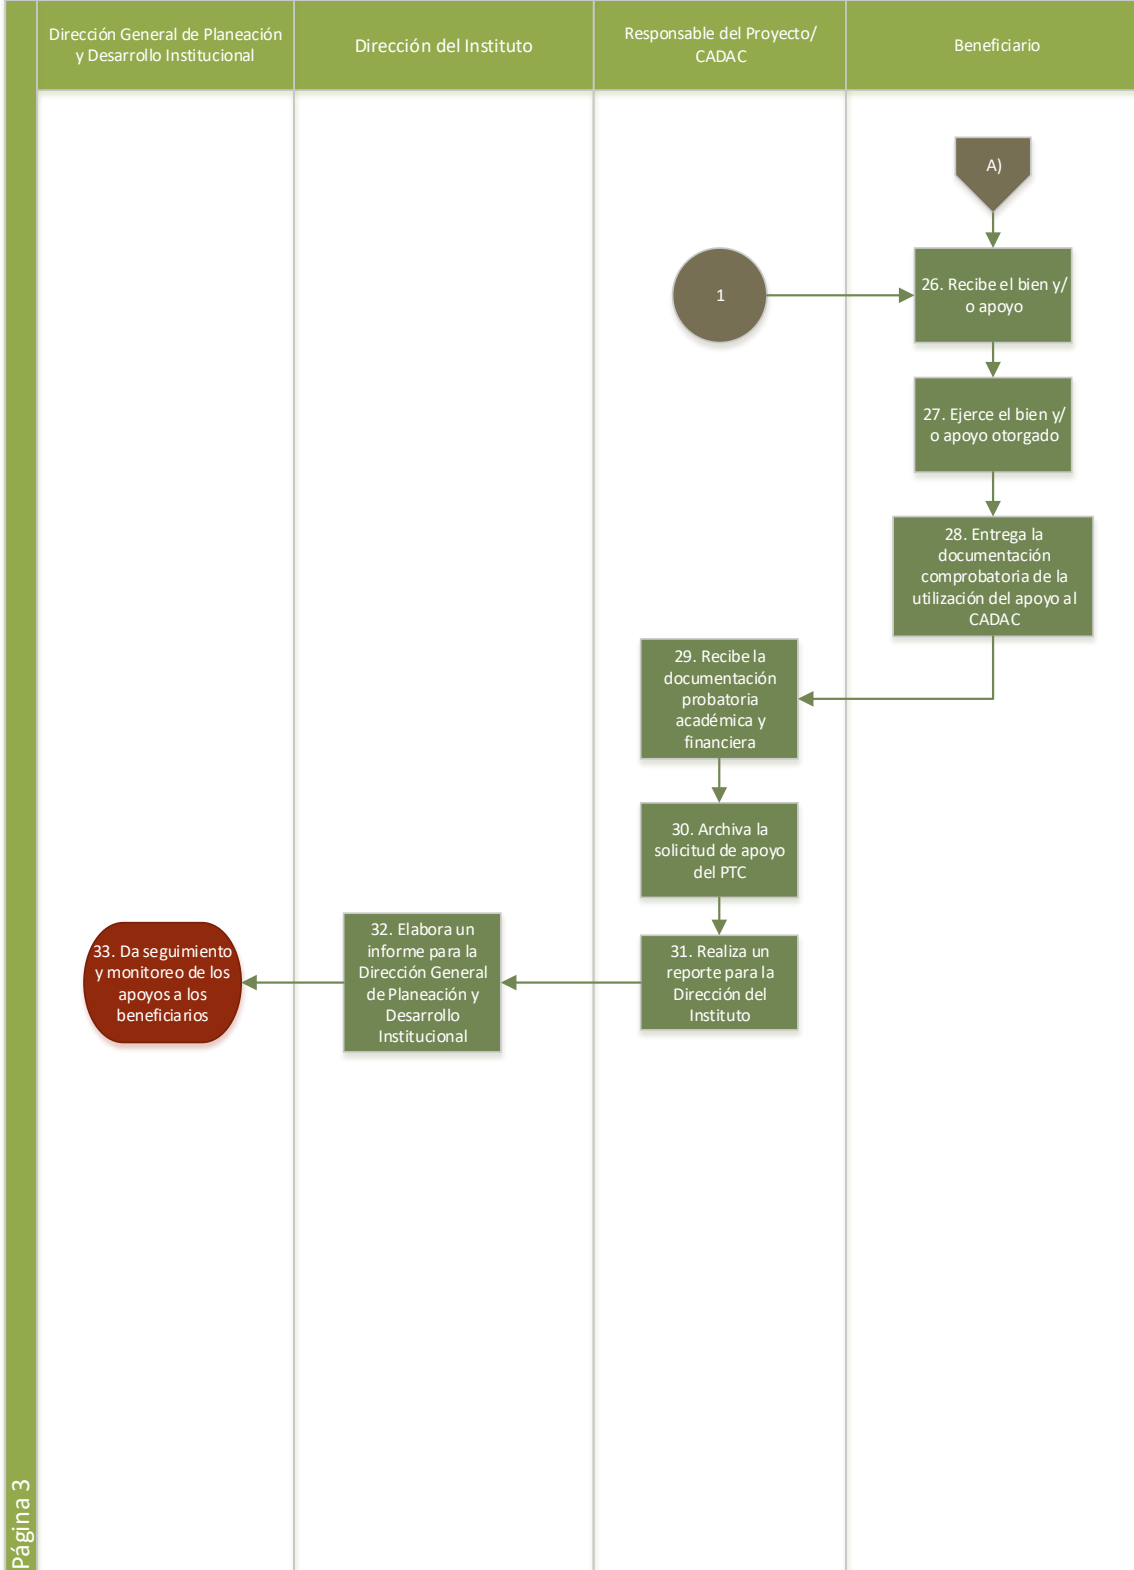 Dirección General de Planeación
y Desarrollo Institucional
Dirección del Instituto
Responsable del Proyecto/
CADAC
Beneficiario
A)
1
26. Recibe el bien y/
o apoyo
27. Ejerce el bien y/
o apoyo otorgado
28. Entrega la
documentación
comprobatoria de la
utilización del apoyo al
CADAC
29. Recibe la
documentación
probatoria
académica y
financiera
30. Archiva la
solicitud de apoyo
del PTC
31. Realiza un
reporte para la
Dirección del
Instituto
32. Elabora un
informe para la
Dirección General
de Planeación y
Desarrollo
Institucional
33. Da seguimiento
y monitoreo de los
apoyos a los
beneficiarios
Página 3